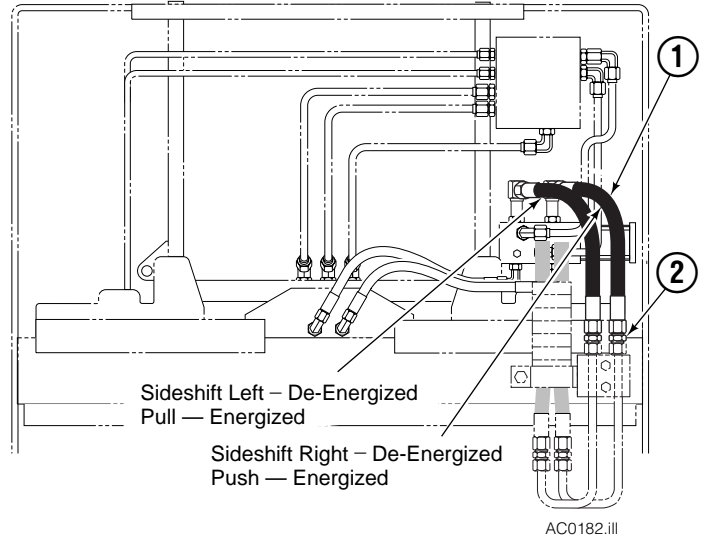 1
2
Sideshift Left – De-Energized
Pull — Energized
Sideshift Right – De-Energized
Push — Energized
AC0182.ill